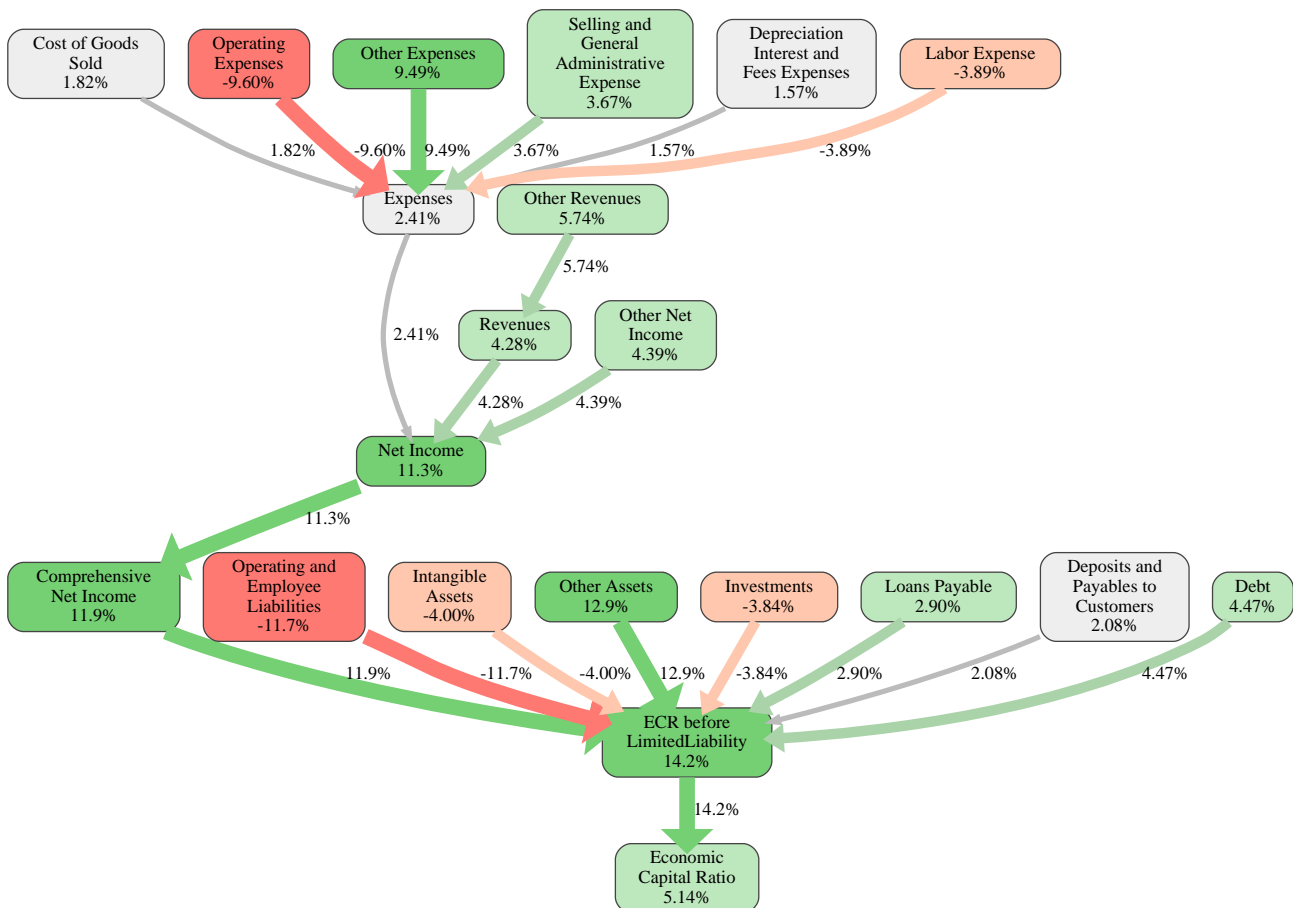 Cost of Goods
Sold
1.82%
Operating
Expenses
-9.60%
Other Expenses
9.49%
Selling and
General
Administrative
Expense
3.67%
Depreciation
Interest and
Fees Expenses
1.57%
Labor Expense
-3.89%
1.82%
-9.60%
9.49%
3.67%
1.57%
-3.89%
Expenses
2.41%
Other Revenues
5.74%
5.74%
2.41%
Revenues
4.28%
Other Net
Income
4.39%
4.28%
4.39%
Net Income
11.3%
11.3%
Comprehensive
Net Income
11.9%
Operating and
Employee
Liabilities
-11.7%
Intangible
Assets
-4.00%
Other Assets
12.9%
Investments
-3.84%
Loans Payable
2.90%
Deposits and
Payables to
Customers
2.08%
Debt
4.47%
11.9%
-11.7%
-4.00%
12.9%
-3.84%
2.90%
2.08%
4.47%
ECR before
LimitedLiability
14.2%
14.2%
Economic
Capital Ratio
5.14%